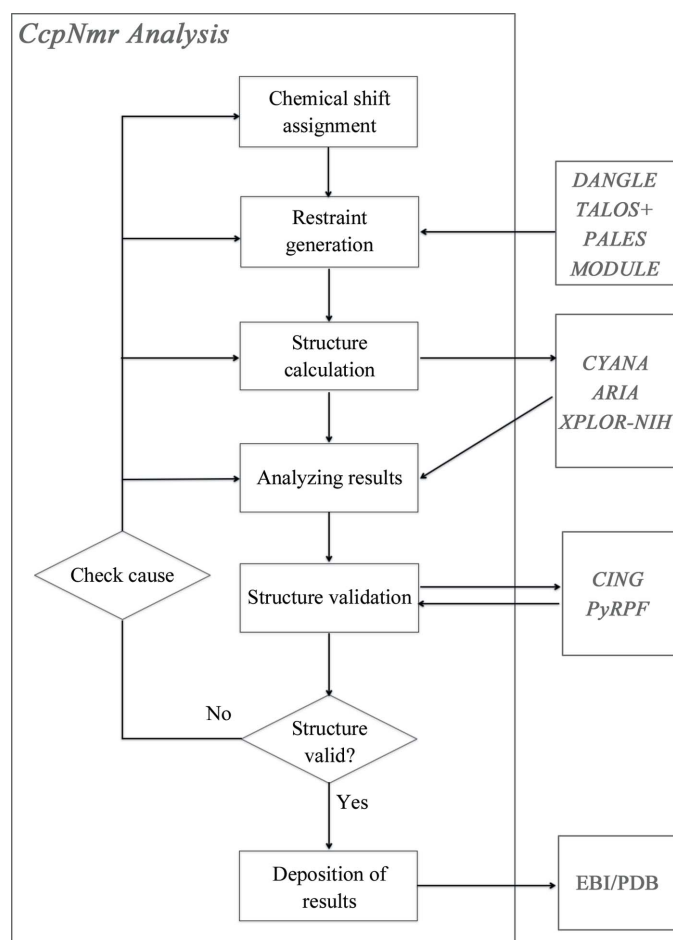 CcpNmr Analysis
Chemical shift
assignment
DANGLE
TALOS+
PALES
MODULE
Restraint
generation
Structure
calculation
CYANA
ARIA
XPLOR-NIH
Analyzing results
Check cause
Structure validation
CING
PyRPF
No
Structure
valid?
Yes
Deposition of
results
EBI/PDB